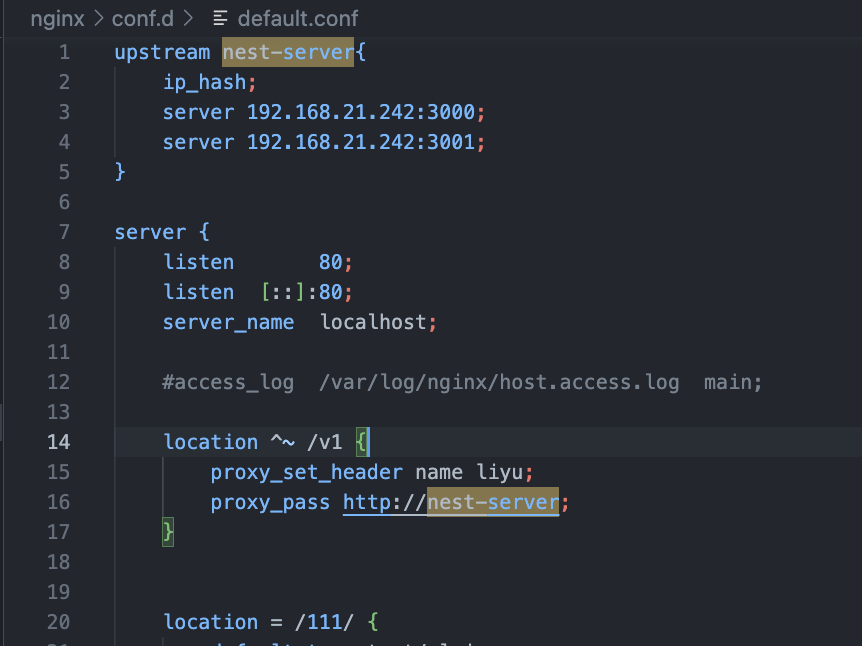 nginx > conf.d > default.conf
1 upstream nest-server{
2     ip_hash;
3     server 192.168.21.242:3000;
4     server 192.168.21.242:3001;
5 }
6
7 server {
8     listen       80;
9     listen  [::]:80;
10     server_name  localhost;
11
12     #access_log  /var/log/nginx/host.access.log  main;
13
14     location ^~ /v1 {
15         proxy_set_header name liyu;
16         proxy_pass http://nest-server;
17     }
18
19
20     location = /111/ {